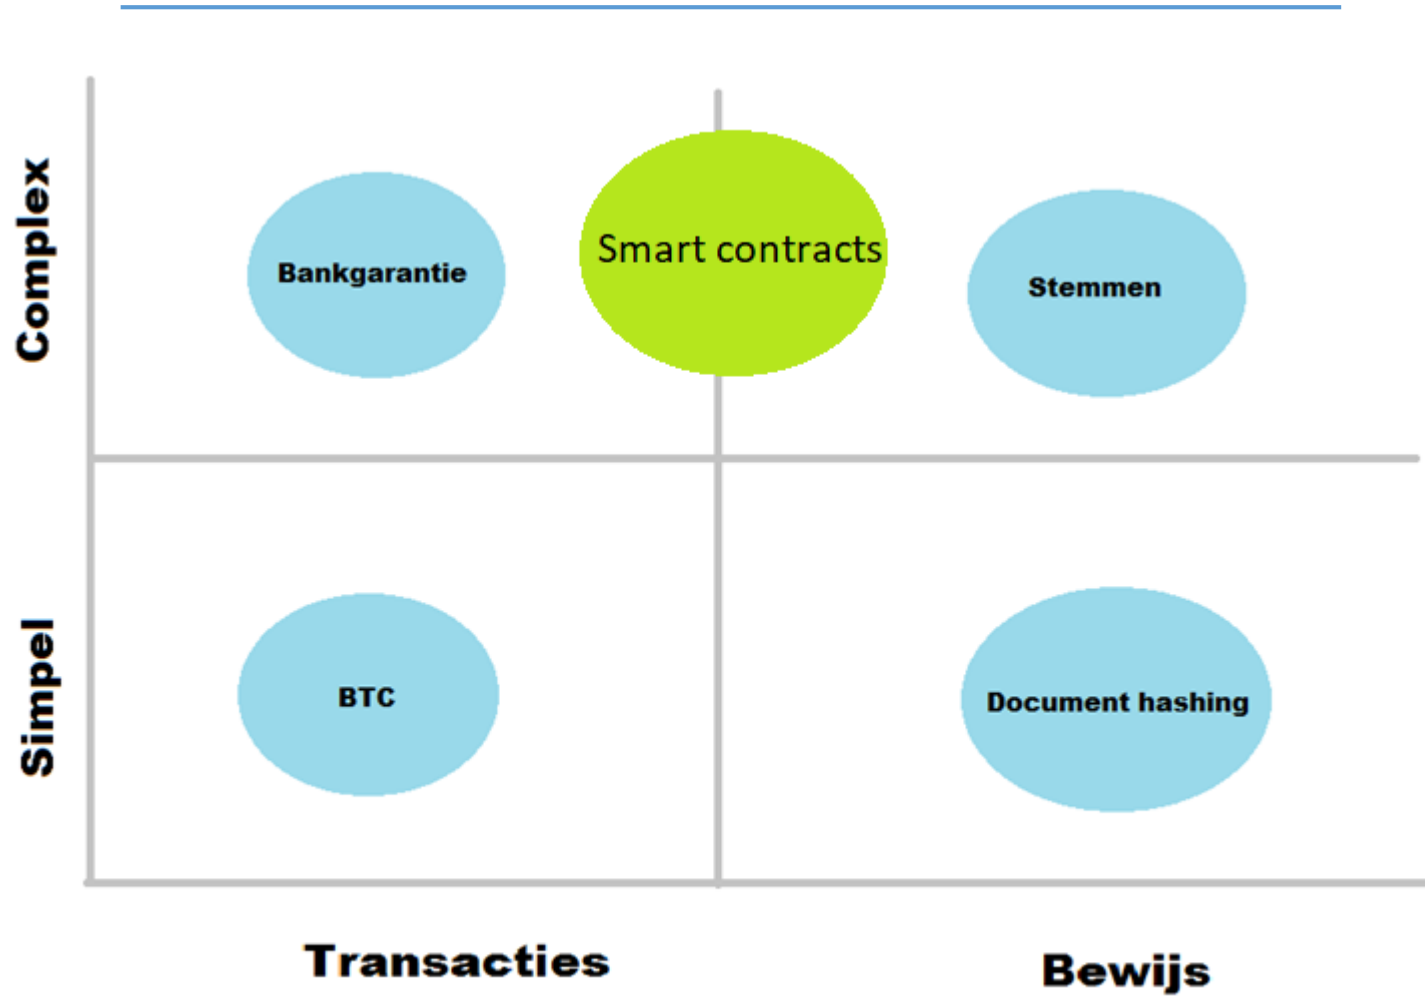 Complex
Bankgarantie
Smart contracts
Stemmen
Simpel
BTC
Document hashing
Transacties
Bewijs